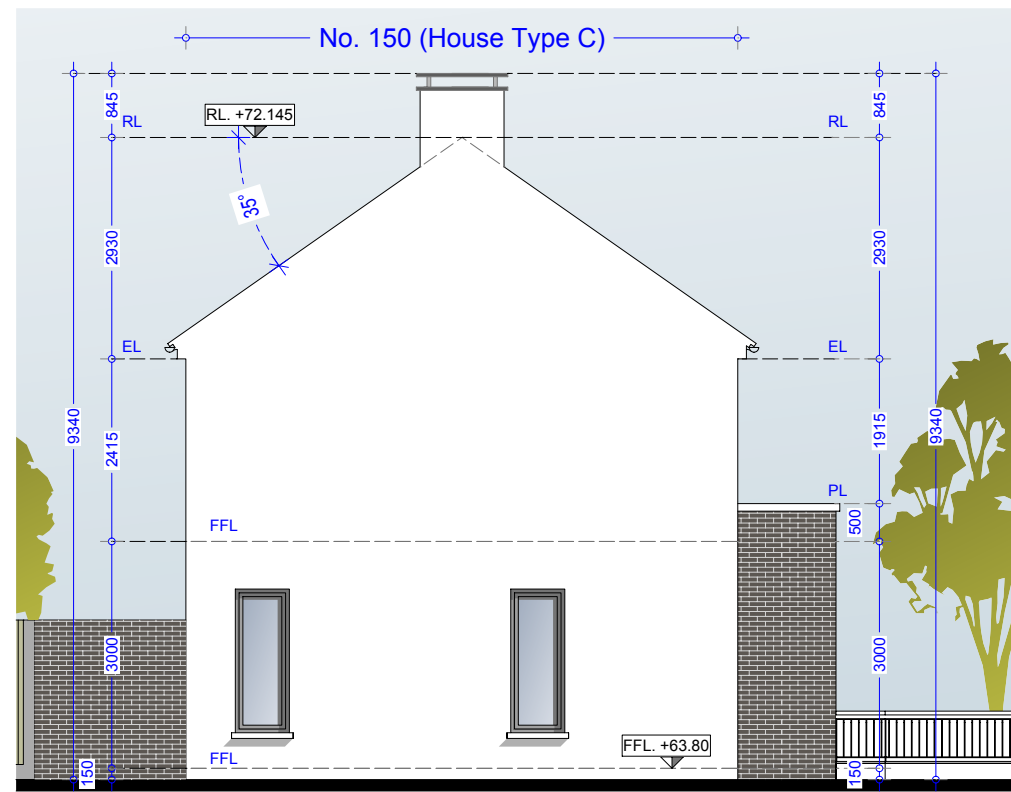 No. 150 (House Type C)
845
845
RL
RL. +72.145
RL
35°
2930
2930
EL
EL
9340
2415
1915
9340
PL
FFL
500
3000
3000
FFL
FFL. +63.80
150
150